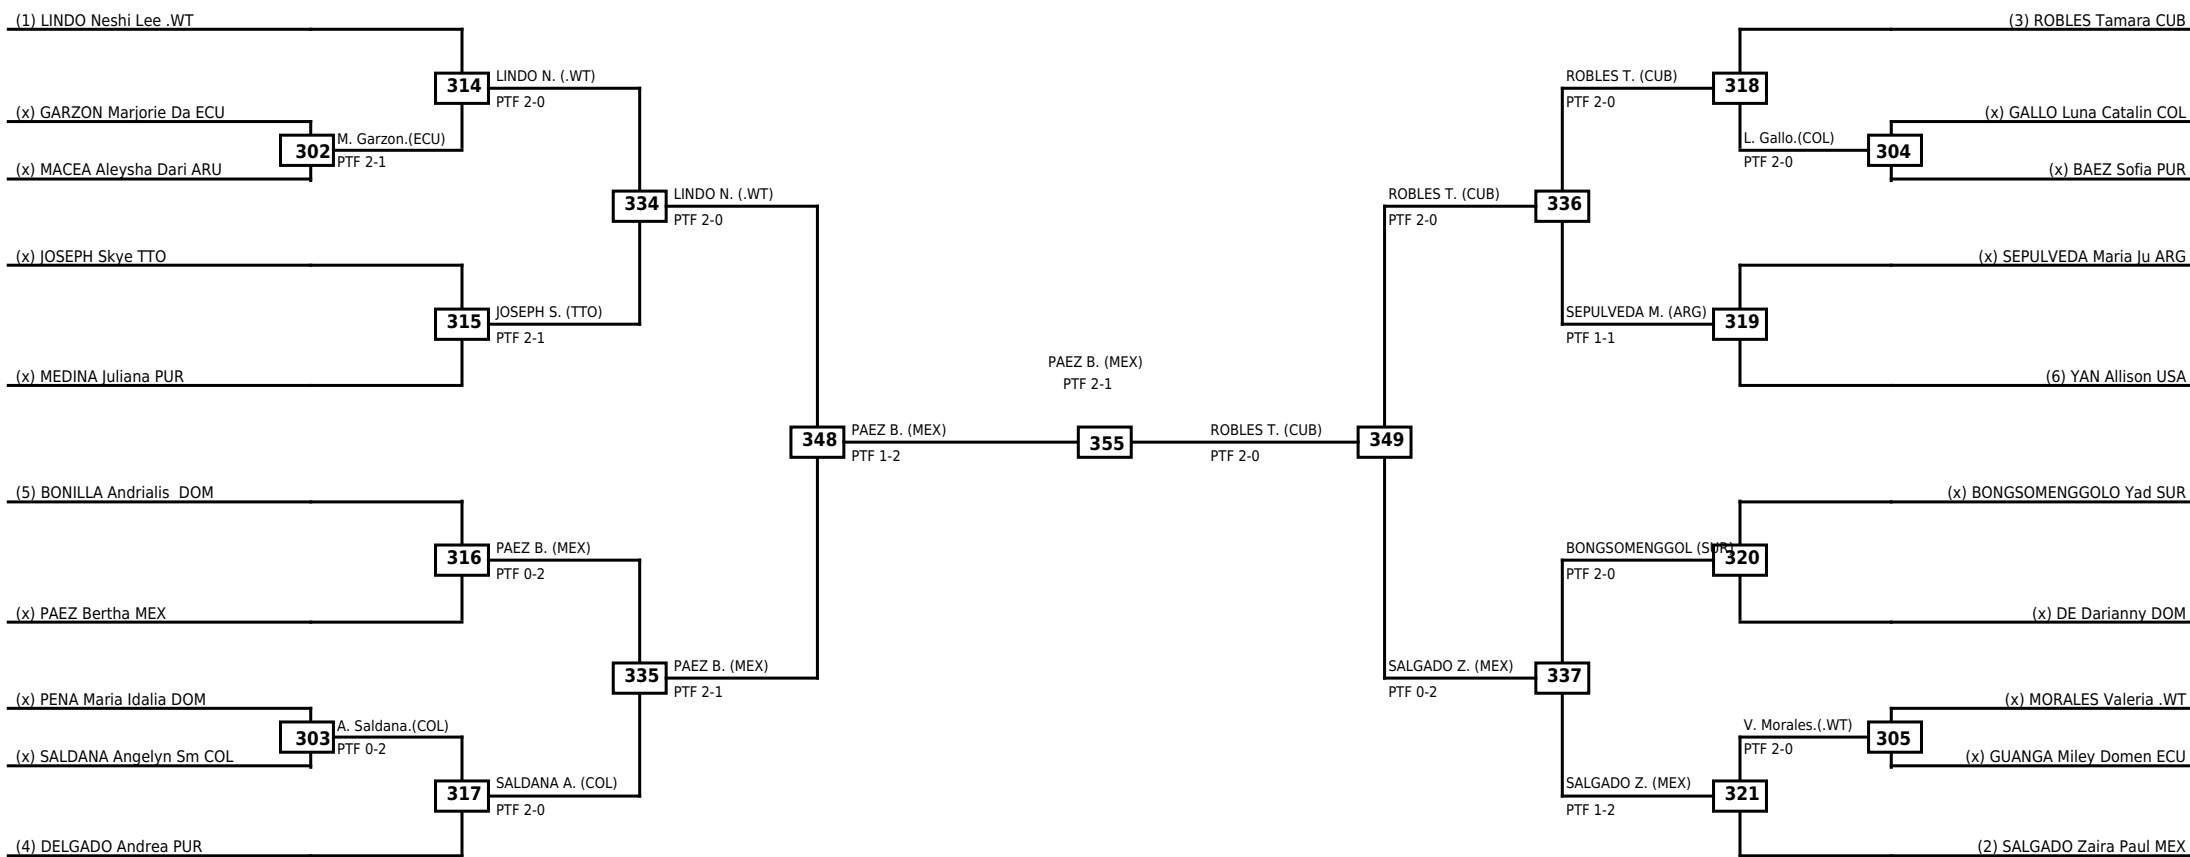 (1) LINDO Neshi Lee .WT
(3) ROBLES Tamara CUB
314
LINDO N. (.WT)
PTF 2-0
ROBLES T. (CUB)
PTF 2-0
318
(x) GARZON Marjorie Da ECU
(x) GALLO Luna Catalin COL
302
M. Garzon.(ECU)
PTF 2-1
L. Gallo.(COL)
PTF 2-0
304
(x) MACEA Aleysha Dari ARU
(x) BAEZ Sofia PUR
334
LINDO N. (.WT)
PTF 2-0
ROBLES T. (CUB)
PTF 2-0
336
(x) JOSEPH Skye TTO
(x) SEPULVEDA Maria Ju ARG
315
JOSEPH S. (TTO)
PTF 2-1
SEPULVEDA M. (ARG)
PTF 1-1
319
(x) MEDINA Juliana PUR
(6) YAN Allison USA
PAEZ B. (MEX)
PTF 2-1
348
PAEZ B. (MEX)
PTF 1-2
355
ROBLES T. (CUB)
PTF 2-0
349
(5) BONILLA Andrialis  DOM
(x) BONGSOMENGGOLO Yad SUR
316
PAEZ B. (MEX)
PTF 0-2
BONGSOMENGGOL (SUR)
PTF 2-0
320
(x) PAEZ Bertha MEX
(x) DE Darianny DOM
335
PAEZ B. (MEX)
PTF 2-1
SALGADO Z. (MEX)
PTF 0-2
337
(x) PENA Maria Idalia DOM
(x) MORALES Valeria .WT
303
A. Saldana.(COL)
PTF 0-2
V. Morales.(.WT)
PTF 2-0
305
(x) SALDANA Angelyn Sm COL
(x) GUANGA Miley Domen ECU
317
SALDANA A. (COL)
PTF 2-0
SALGADO Z. (MEX)
PTF 1-2
321
(4) DELGADO Andrea PUR
(2) SALGADO Zaira Paul MEX